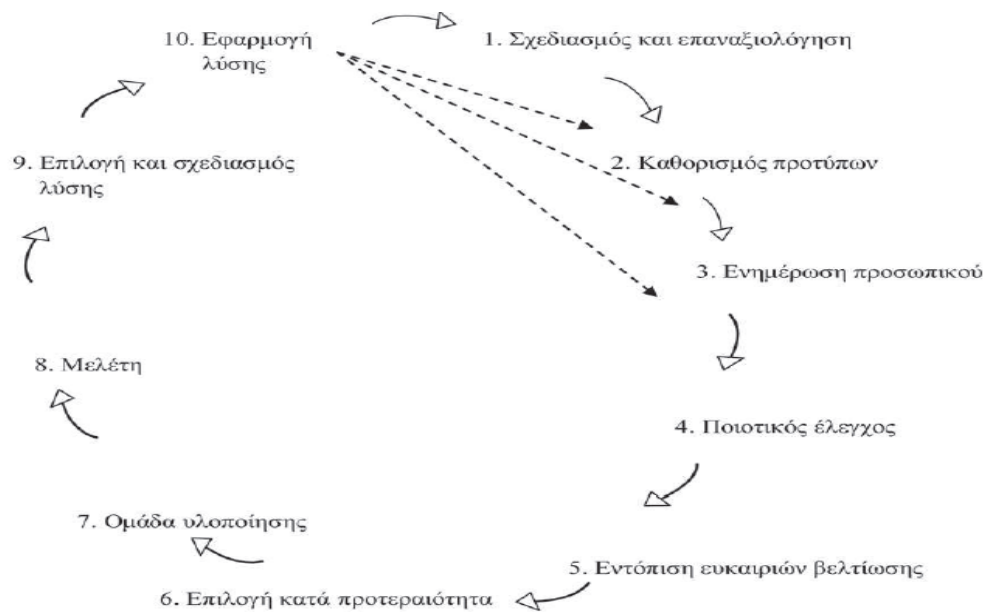 10. Εφαρμογή
λύσης
1. Σχεδιασμός και επαναξιολόγηση
2. Καθορισμός προτύπων
3. Ενημέρωση προσωπικού
4. Ποιοτικός έλεγχος
5. Εντόπιση ευκαιριών βελτίωσης
6. Επιλογή κατά προτεραιότητα
7. Ομάδα υλοποίησης
8. Μελέτη
9. Επιλογή και σχεδιασμός
λύσης